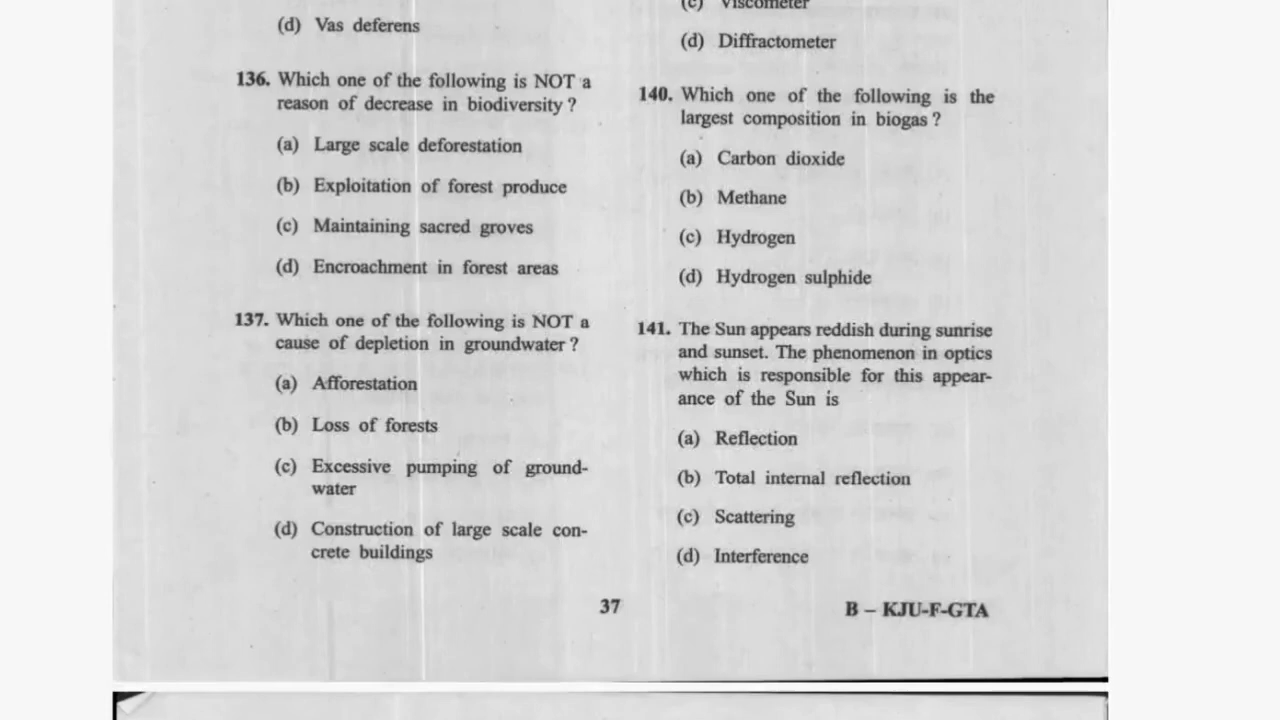 (d) Vas deferens
136. Which one of the following is NOT a
reason of decrease in biodiversity ?
(a) Large scale deforestation
(b) Exploitation of forest produce
(c) Maintaining sacred groves
(d) Encroachment in forest areas
137. Which one of the following is NOT a
cause of depletion in groundwater ?
(a) Afforestation
(b) Loss of forests
(c) Excessive pumping of ground-
water
(d) Construction of large scale con-
crete buildings
(c) Viscometer
(d) Diffractometer
140. Which one of the following is the
largest composition in biogas ?
(a) Carbon dioxide
(b) Methane
(c) Hydrogen
(d) Hydrogen sulphide
141. The Sun appears reddish during sunrise
and sunset. The phenomenon in optics
which is responsible for this appear-
ance of the Sun is
(a) Reflection
(b) Total internal reflection
(c) Scattering
(d) Interference
37
B – KJU-F-GTA